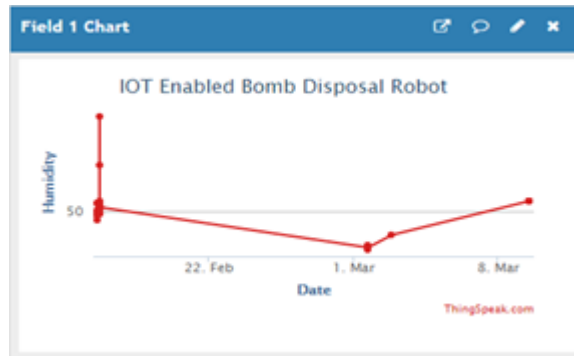 Field 1 Chart
IOT Enabled Bomb Disposal Robot
Humidity
50
22. Feb
1. Mar
8. Mar
Date
ThingSpeak.com